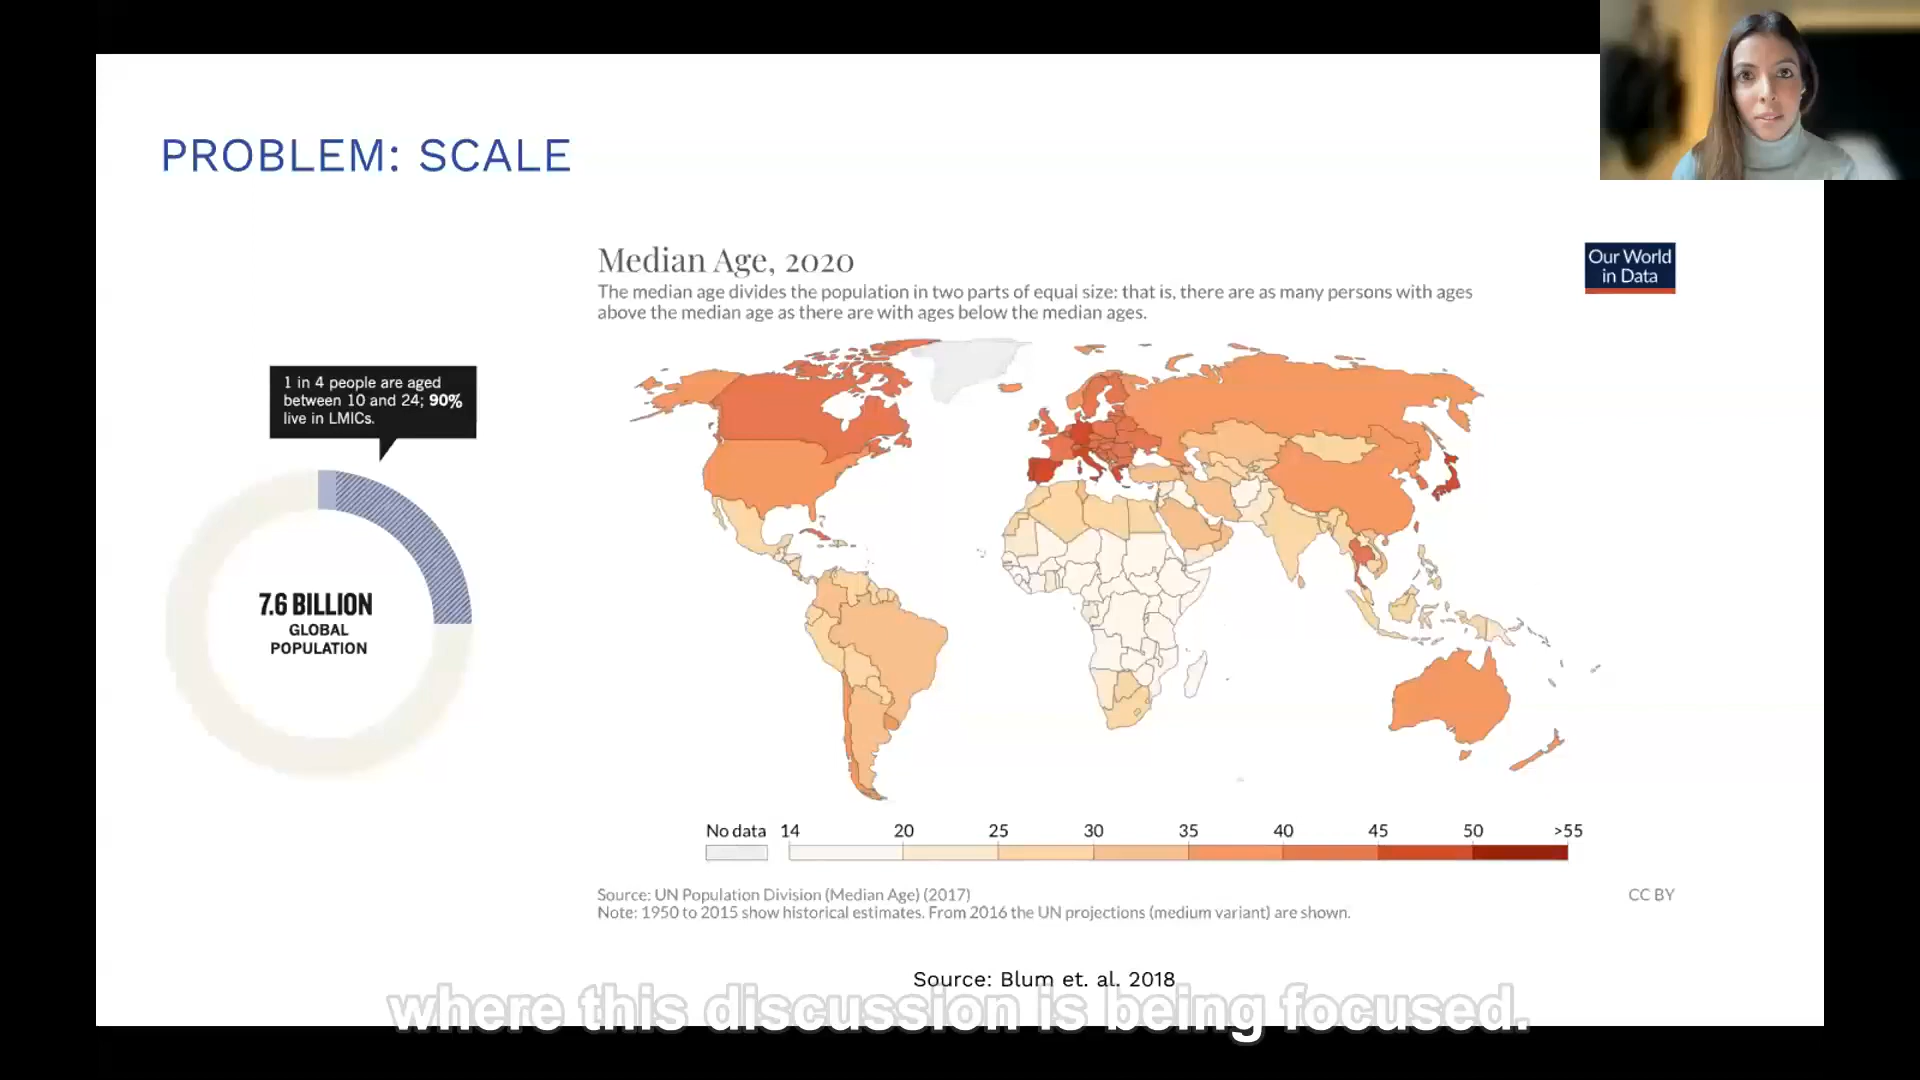 PROBLEM: SCALE
Median Age, 2020
The median age divides the population in two parts of equal size: that is, there are as many persons with ages
above the median age as there are with ages below the median ages.
Our World
in Data
1 in 4 people are aged
between 10 and 24; 90%
live in LMICs.
7.6 BILLION
GLOBAL
POPULATION
No data 14 20 25 30 35 40 45 50 >55
Source: UN Population Division (Median Age) (2017)
Note: 1950 to 2015 show historical estimates. From 2016 the UN projections (medium variant) are shown.
CC BY
Source: Blum et. al. 2018
where this discussion is being focused.